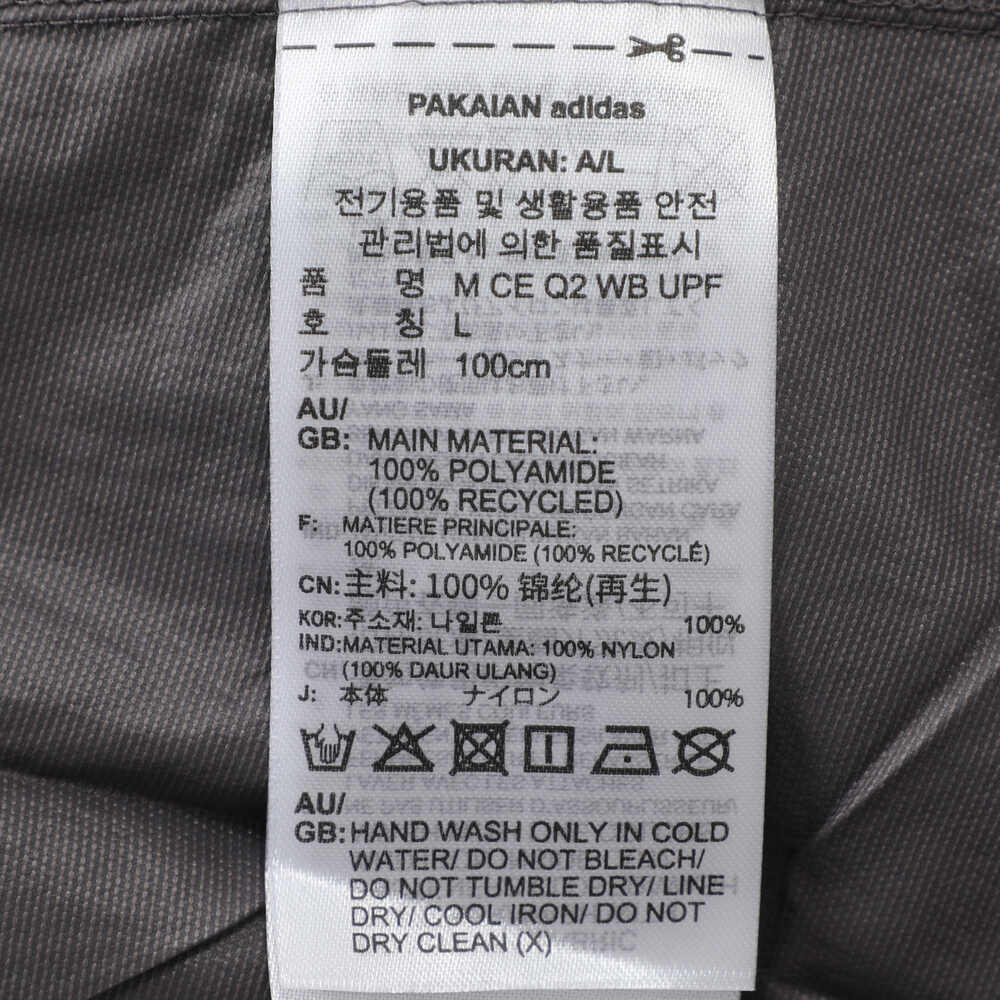 PAKAIAN adidas
UKURAN: A/L
전기용품 및 생활용품 안전
관리법에 의한 품질표시
품 명 M CE Q2 WB UPF
호 칭 L
가슴둘레 100cm
AU/
GB: MAIN MATERIAL:
100% POLYAMIDE
(100% RECYCLED)
F: MATIERE PRINCIPALE:
100% POLYAMIDE (100% RECYCLÉ)
CN: 主料: 100% 锦纶(再生)
KOR: 주소재: 나일론 100%
IND: MATERIAL UTAMA: 100% NYLON
(100% DAUR ULANG)
J: 本体 ナイロン 100%
AU/
GB: HAND WASH ONLY IN COLD
WATER/ DO NOT BLEACH/
DO NOT TUMBLE DRY/ LINE
DRY/ COOL IRON/ DO NOT
DRY CLEAN (X)